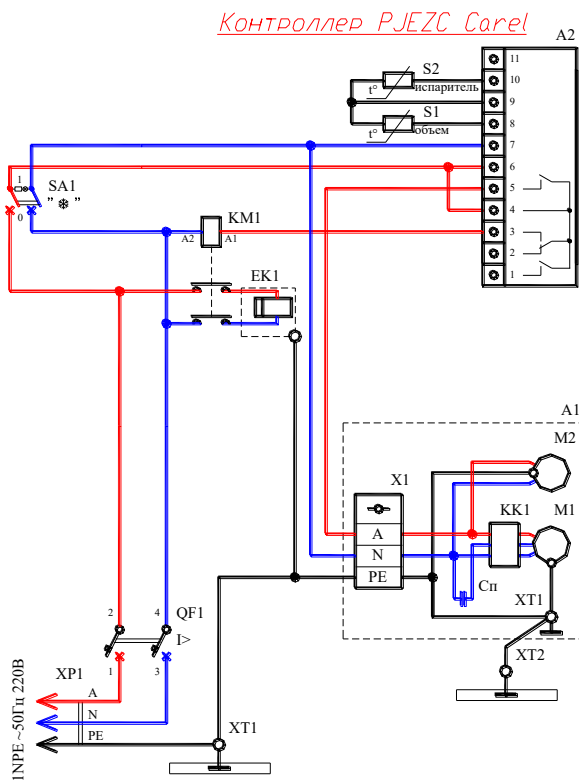 Контроллер PJEZC Carel
A2
11
S2
10
t° испаритель
9
S1
8
t° объем
7
6
1
SA1
5
" ❄ "
4
0
KM1
A2 A1
3
2
EK1
1
A1
M2
X1
KK1 M1
A
N
PE
Сп
XT1
2 4 QF1
I>
XT2
1 3
XP1
A
N
PE
XT1
1NPE ~50Гц 220В